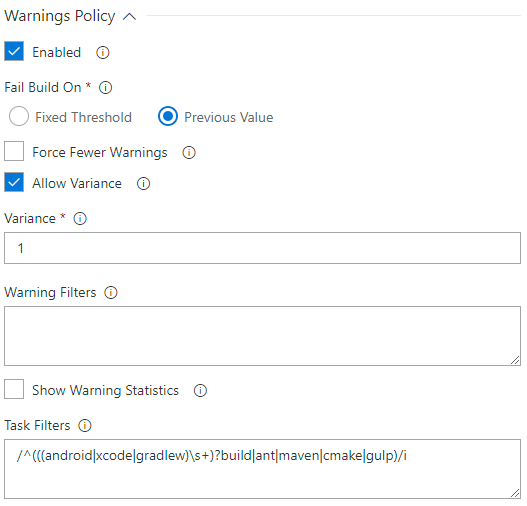 Warnings Policy
Enabled
Fail Build On *
Fixed Threshold Previous Value
Force Fewer Warnings
Allow Variance
Variance *
1
Warning Filters
Show Warning Statistics
Task Filters
/^(((android|xcode|gradlew)\s+)?build|ant|maven|cmake|gulp)/i